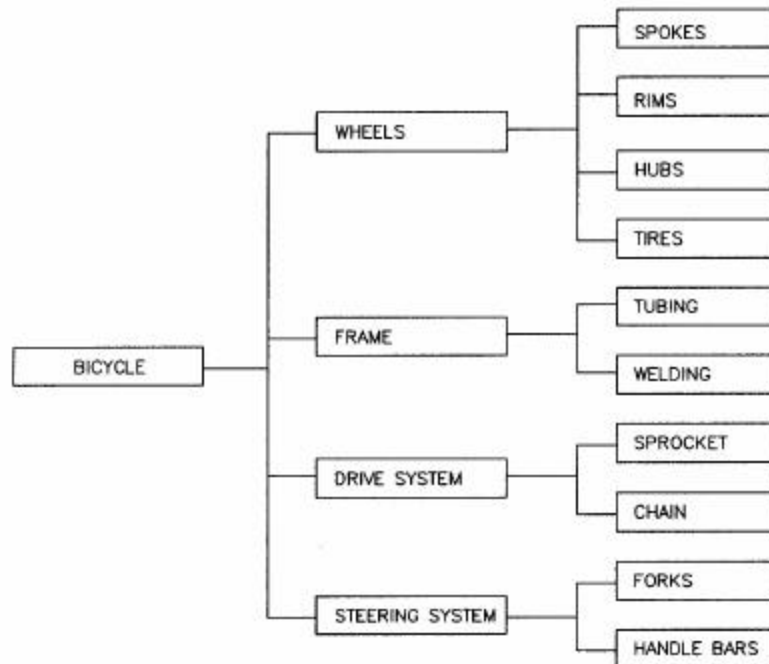 SPOKES
RIMS
WHEELS
HUBS
TIRES
TUBING
FRAME
BICYCLE
WELDING
SPROCKET
DRIVE SYSTEM
CHAIN
FORKS
STEERING SYSTEM
HANDLE BARS